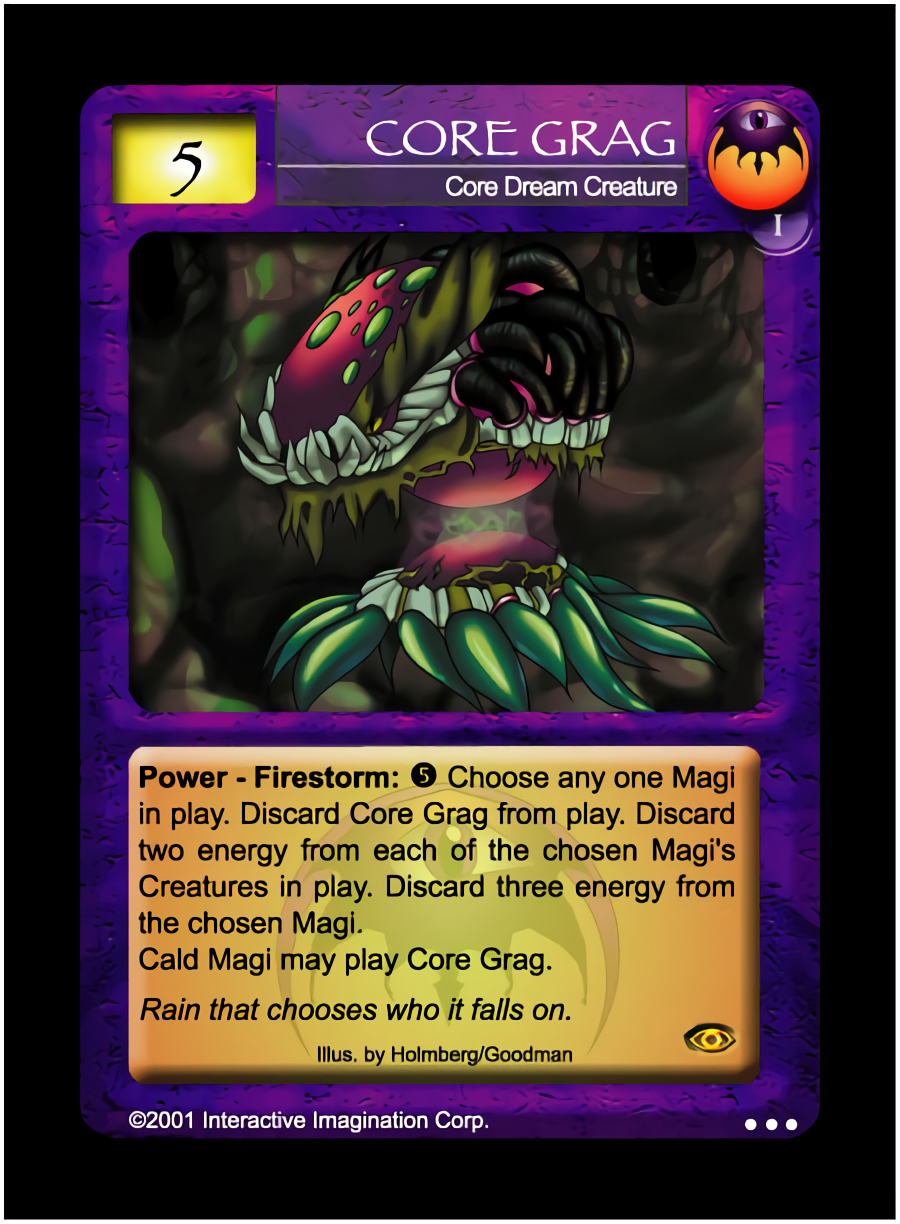 5
CORE GRAG
Core Dream Creature
I
Power - Firestorm: ❺ Choose any one Magi
in play. Discard Core Grag from play. Discard
two energy from each of the chosen Magi's
Creatures in play. Discard three energy from
the chosen Magi.
Cald Magi may play Core Grag.
Rain that chooses who it falls on.
Illus. by Holmberg/Goodman
©2001 Interactive Imagination Corp.